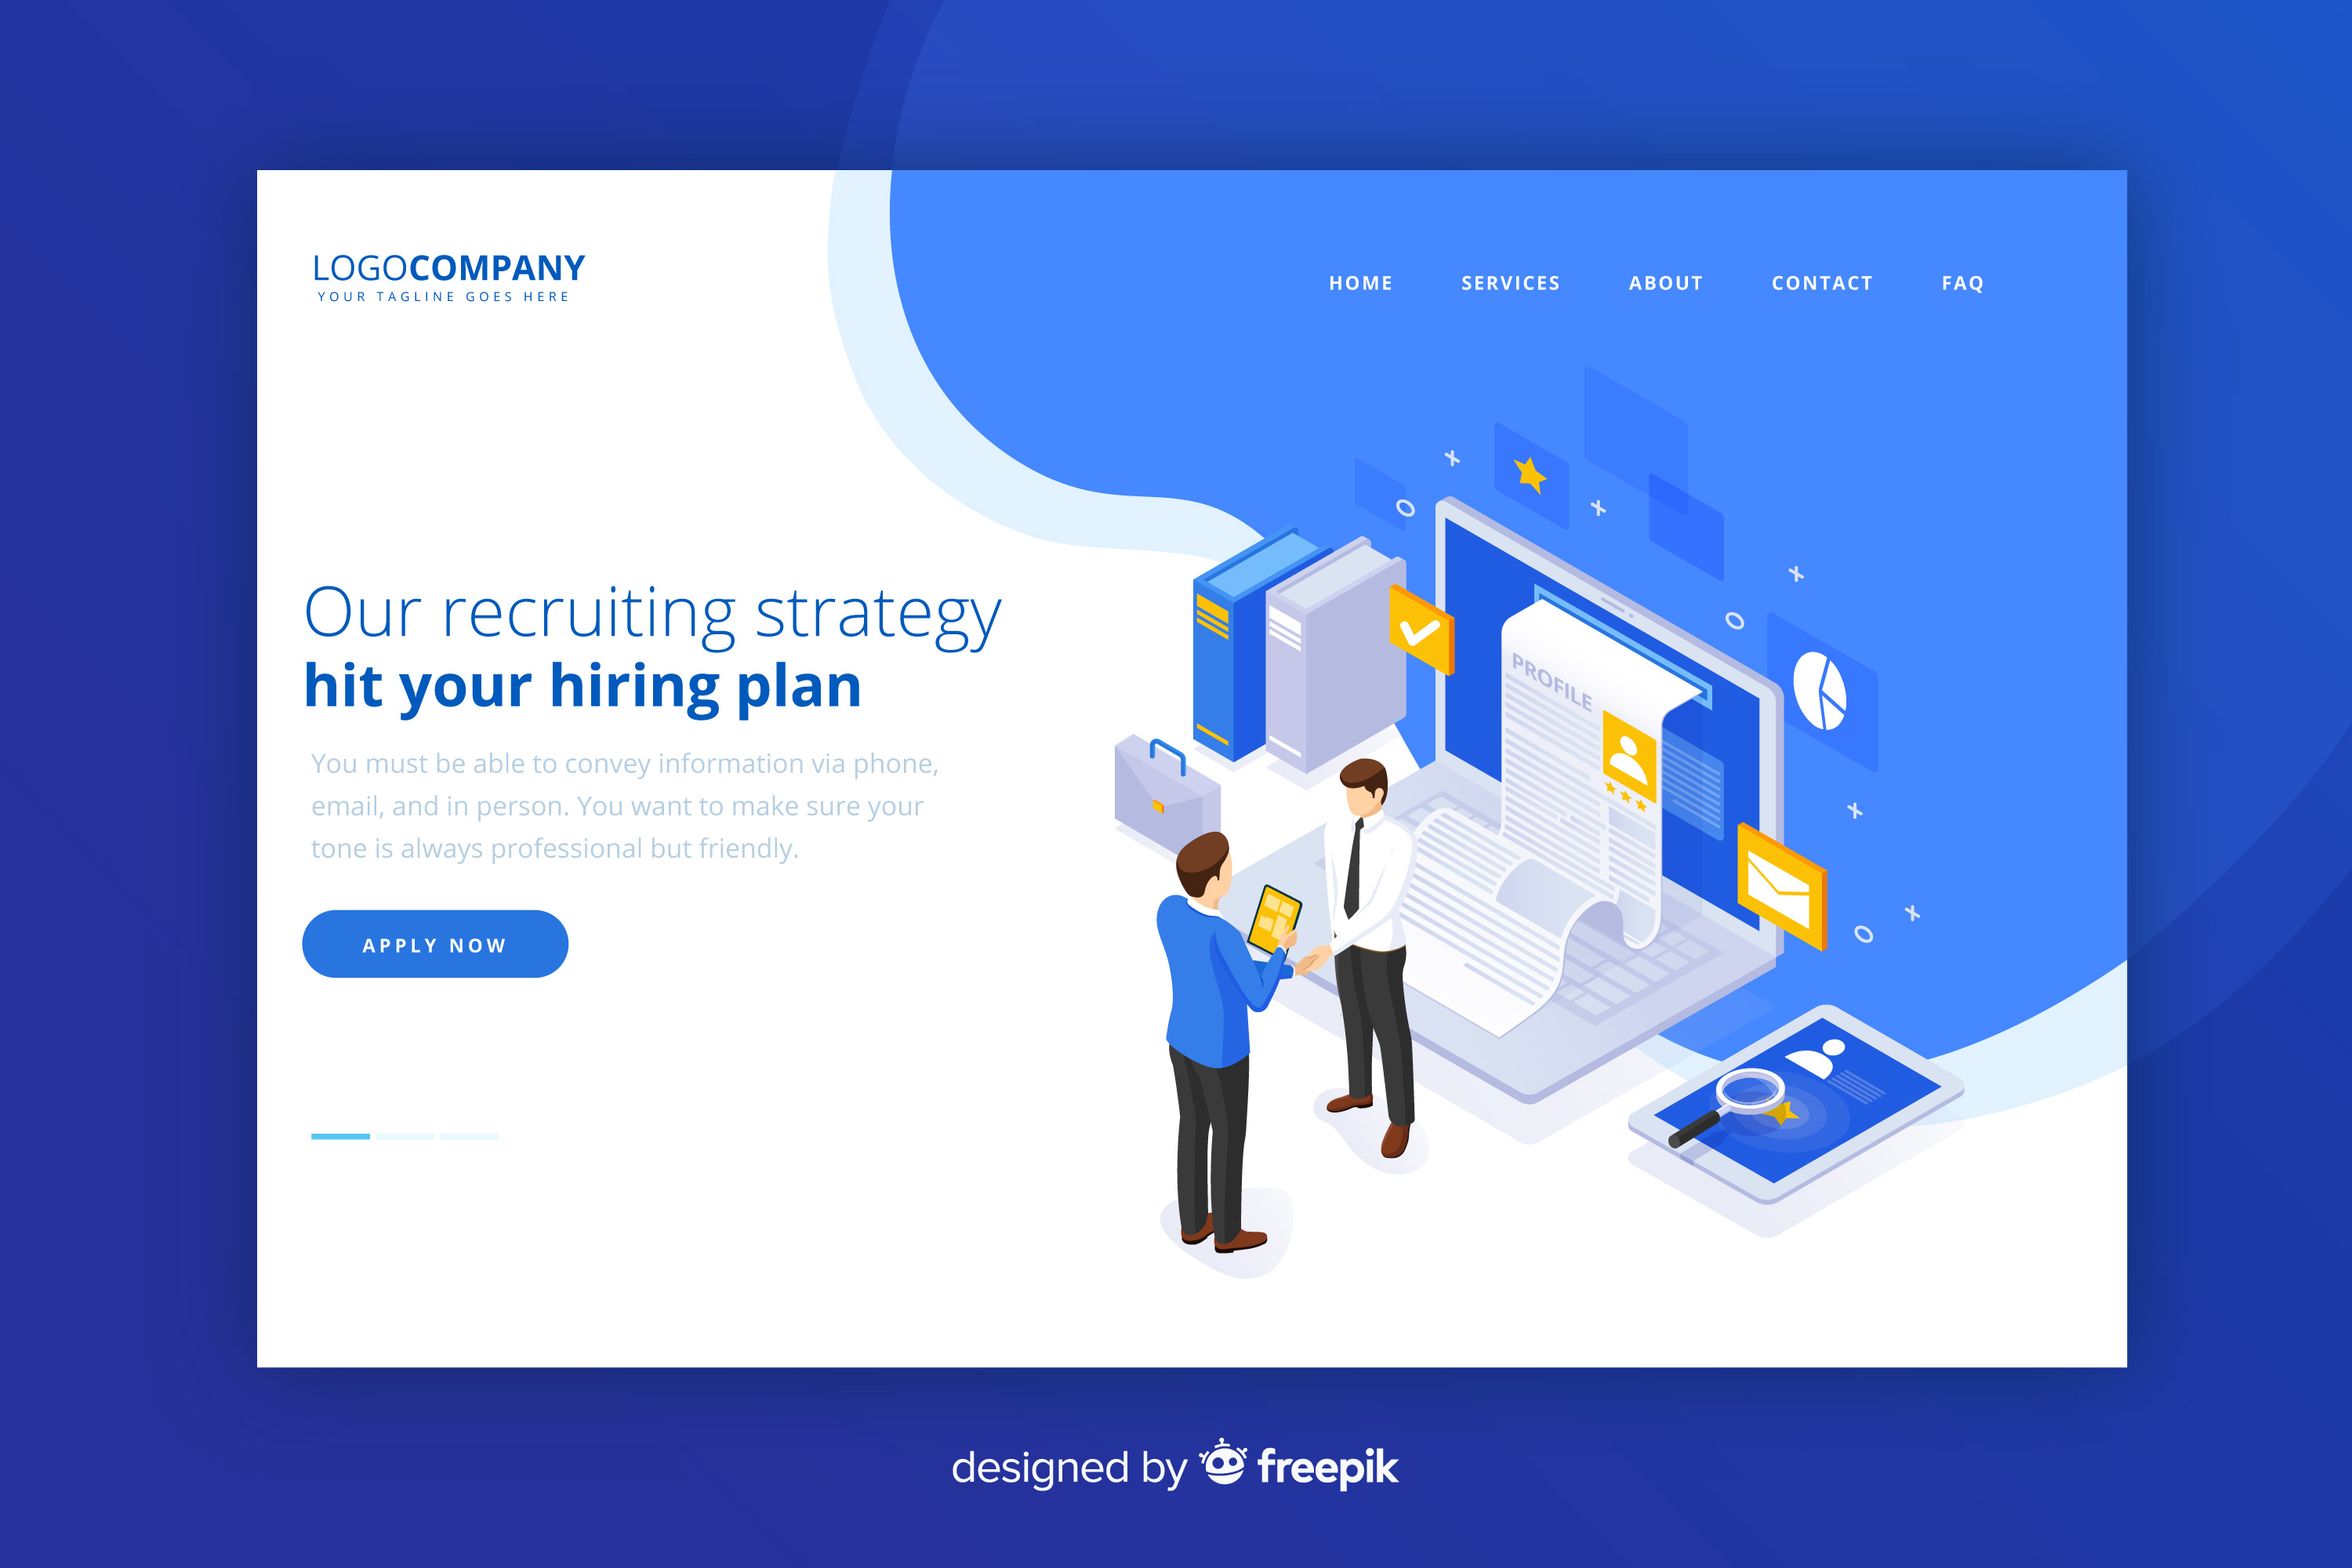 LOGOCOMPANY
YOUR TAGLINE GOES HERE
HOME SERVICES ABOUT CONTACT FAQ
Our recruiting strategy
hit your hiring plan
You must be able to convey information via phone,
email, and in person. You want to make sure your
tone is always professional but friendly.
APPLY NOW
PROFILE
designed by freepik